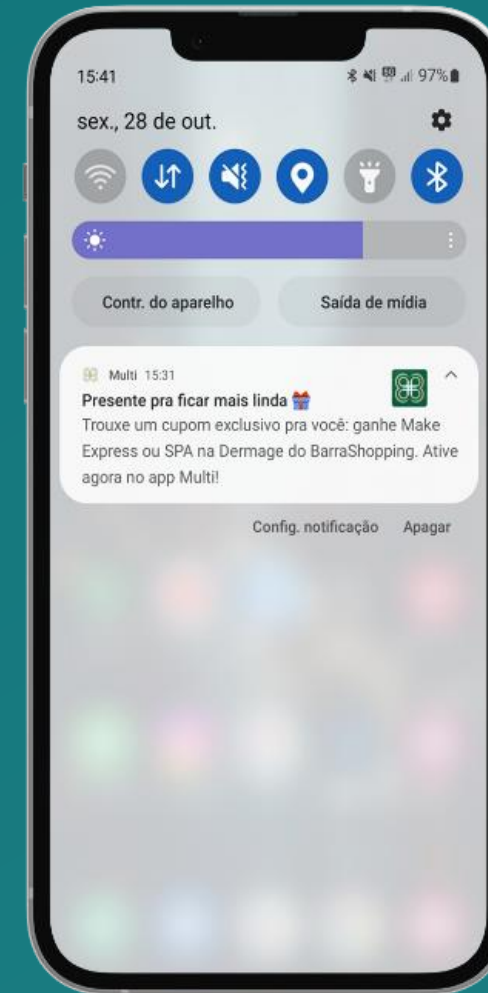 15:41
97%
sex., 28 de out.
Contr. do aparelho
Saída de mídia
Multi 15:31
Presente pra ficar mais linda 🎁
Trouxe um cupom exclusivo pra você: ganhe Make
Express ou SPA na Dermage do BarraShopping. Ative
agora no app Multi!
Config. notificação
Apagar